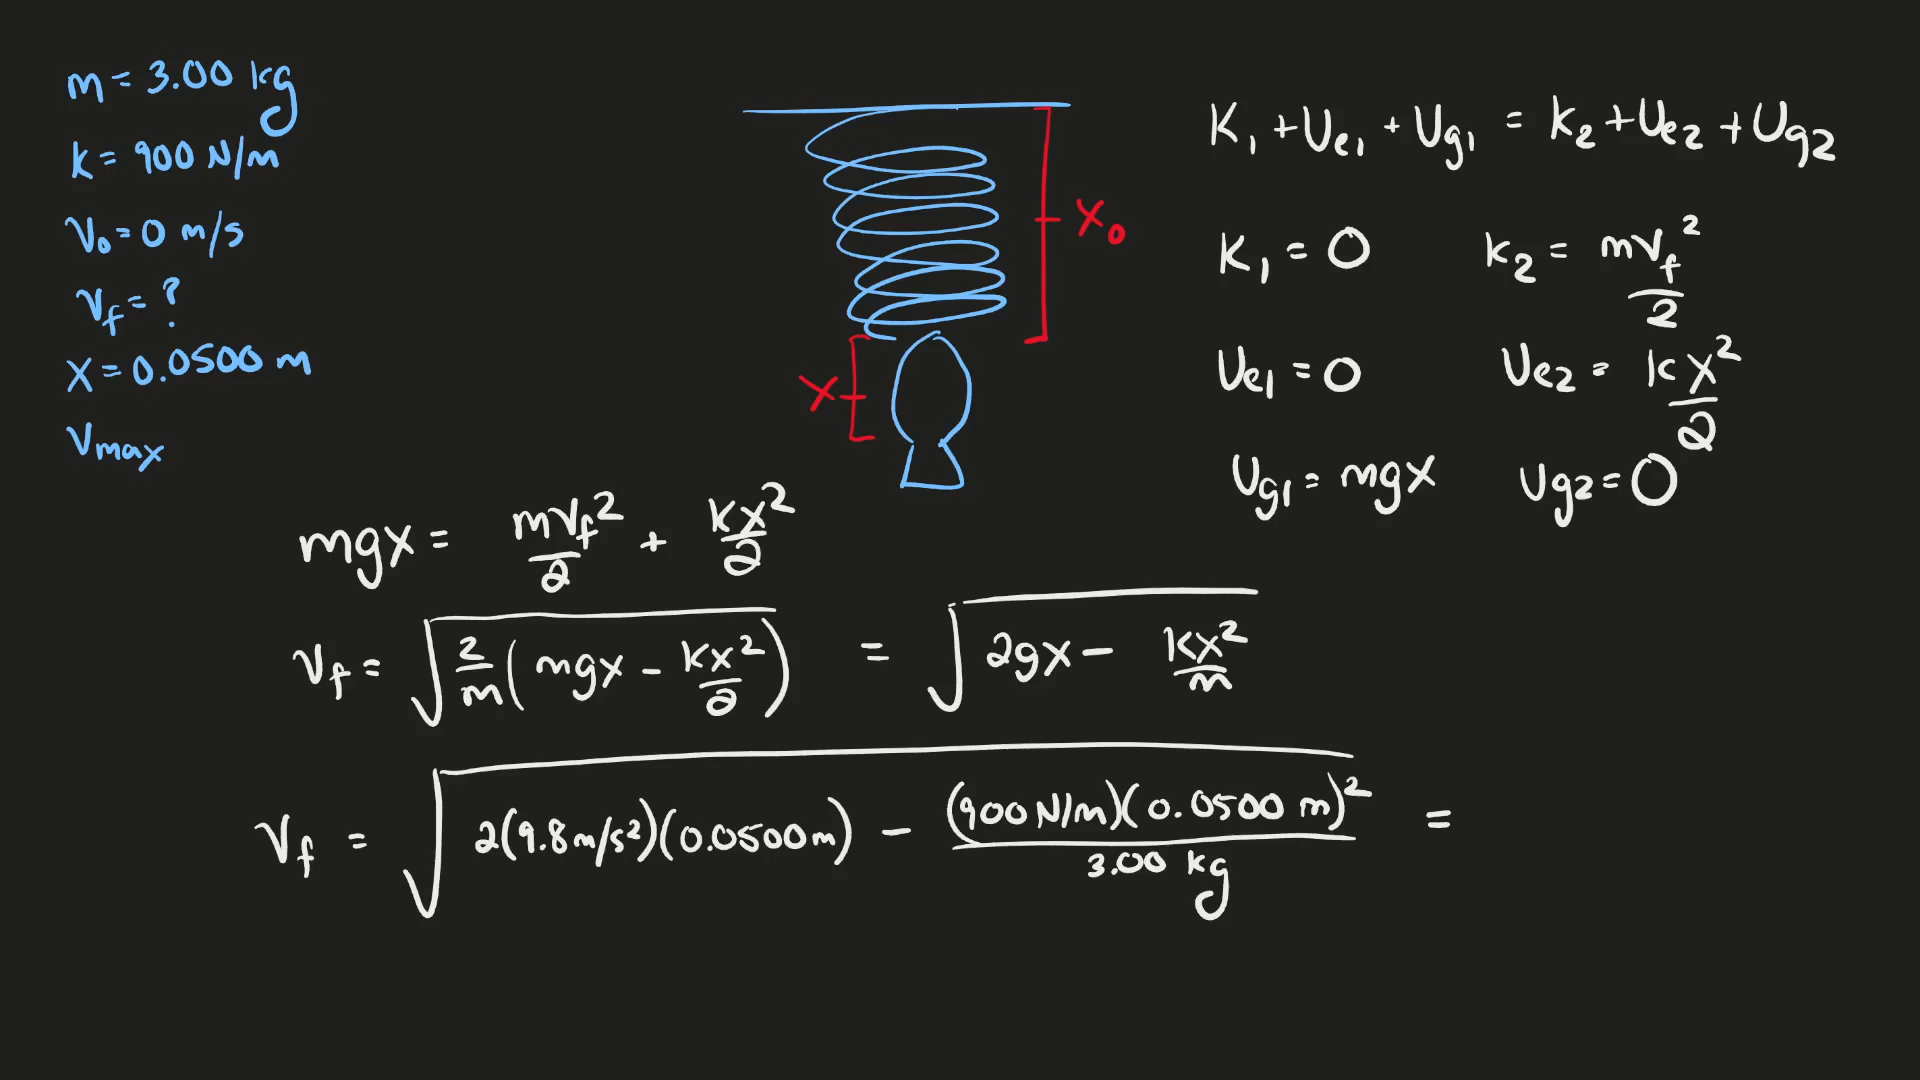 m = 3.00 kg
k = 900 N/m
v₀ = 0 m/s
v_f = ?
x = 0.0500 m
v_max
x₀
x
K₁ + U_e1 + U_g1 = K₂ + U_e2 + U_g2
K₁ = 0 K₂ = mv_f²/2
U_e1 = 0 U_e2 = kx²/2
U_g1 = mgx U_g2 = 0
mgx = mv_f²/2 + kx²/2
v_f = √(2/m (mgx - kx²/2)) = √(2gx - kx²/m)
v_f = √(2(9.8 m/s²)(0.0500 m) - (900 N/m)(0.0500 m)²/3.00 kg) =